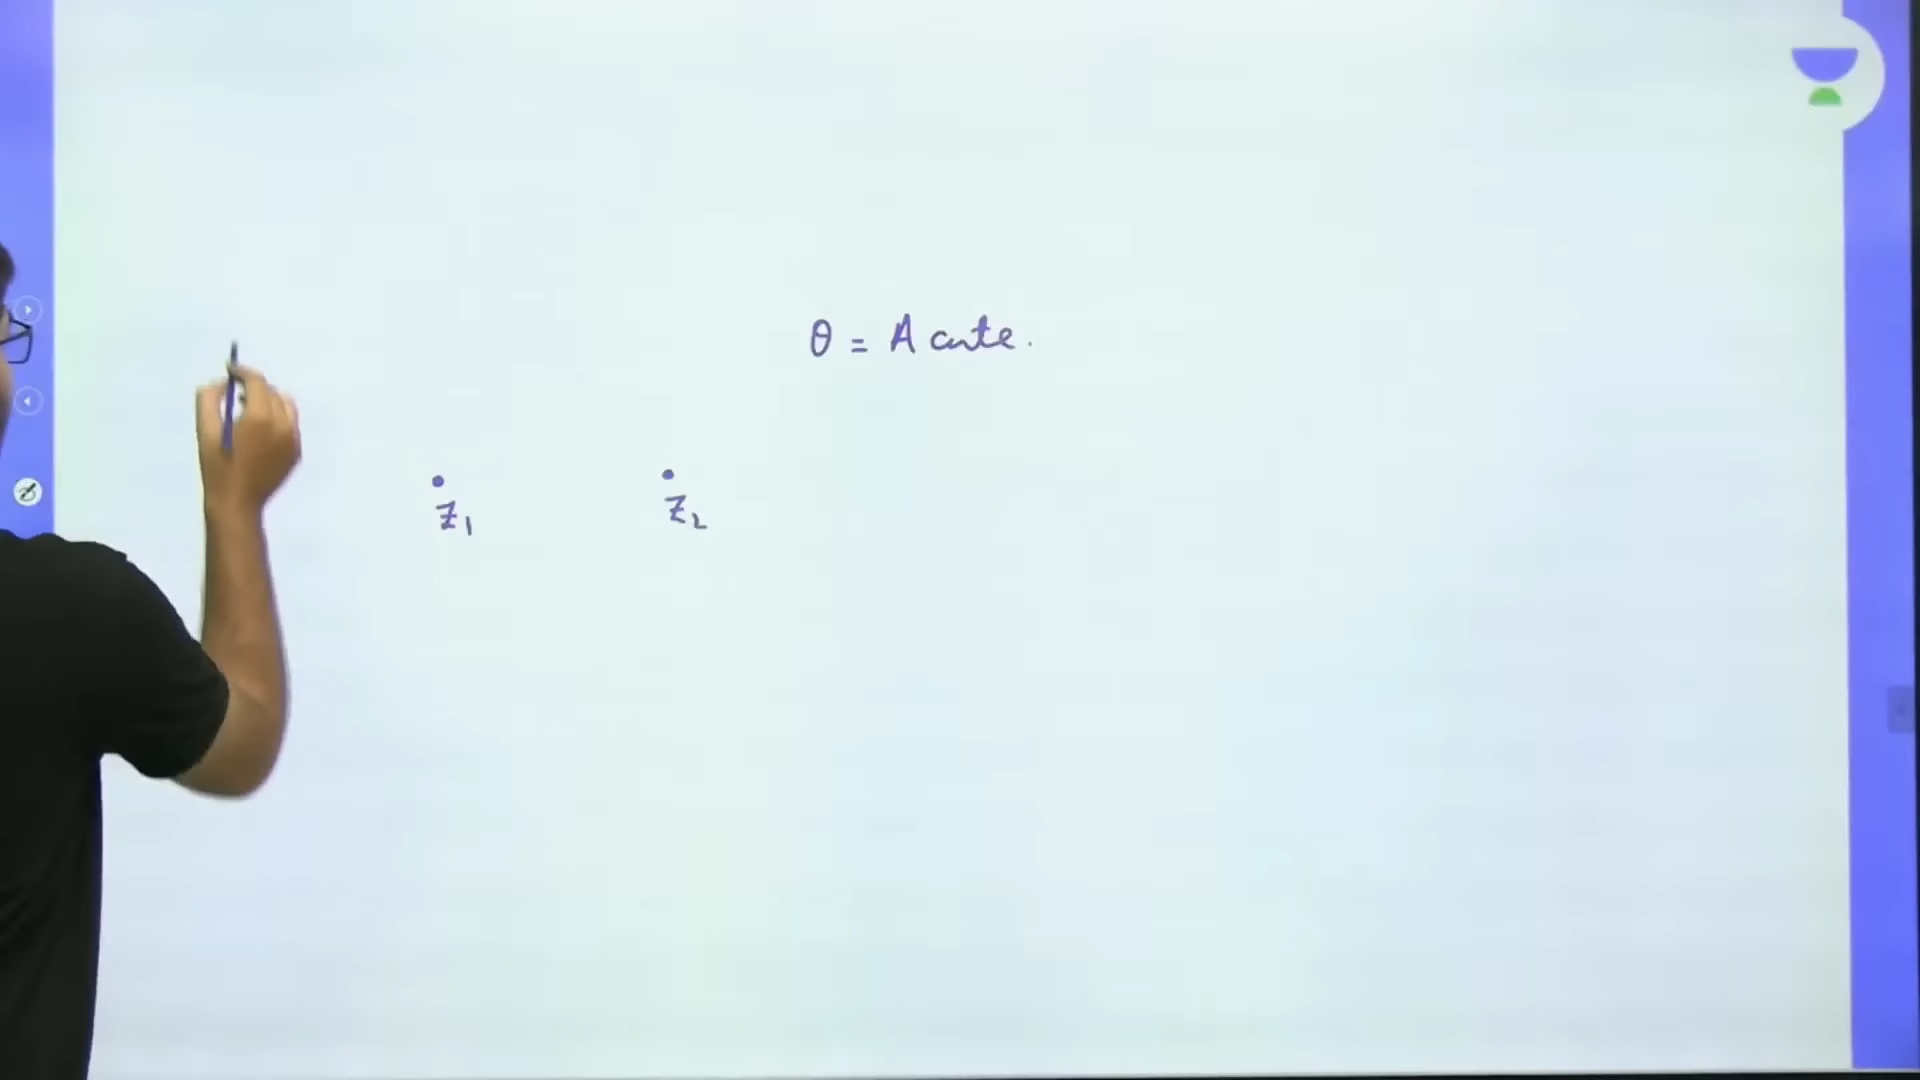 θ = Acute.
z₁
z₂